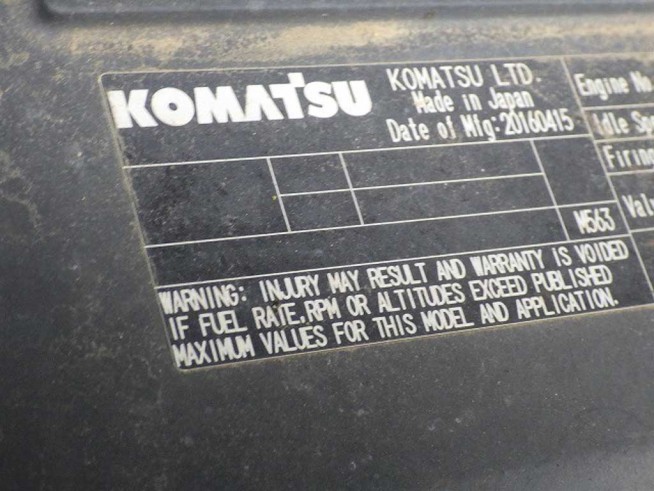 KOMATSU
KOMATSU LTD.
Made in Japan
Date of Mfg:20160415
M563
WARNING: INJURY MAY RESULT AND WARRANTY IS VOIDED
IF FUEL RATE,RPM OR ALTITUDES EXCEED PUBLISHED
MAXIMUM VALUES FOR THIS MODEL AND APPLICATION.
Engine No
Idle Spe
Firing
Val